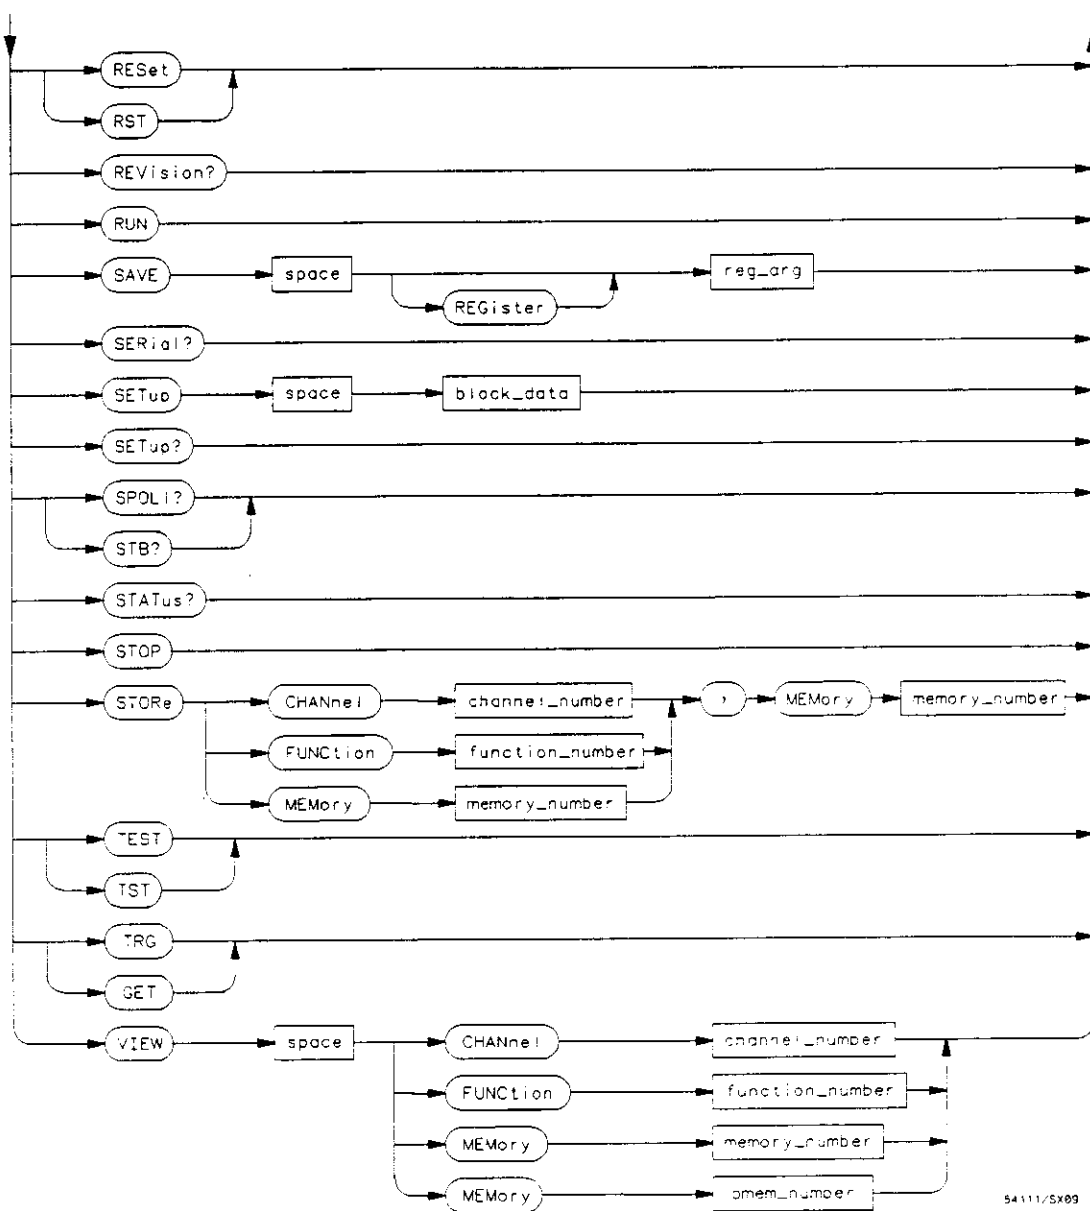 RESet
RST
REVision?
RUN
SAVE space REGister reg_arg
SERial?
SETup space block_data
SETup?
SPOLl?
STB?
STATus?
STOP
STORe CHANnel channel_number , MEMory memory_number
FUNCtion function_number
MEMory memory_number
TEST
TST
TRG
GET
VIEW space CHANnel channel_number
FUNCtion function_number
MEMory memory_number
MEMory pmem_number
54111/SX09